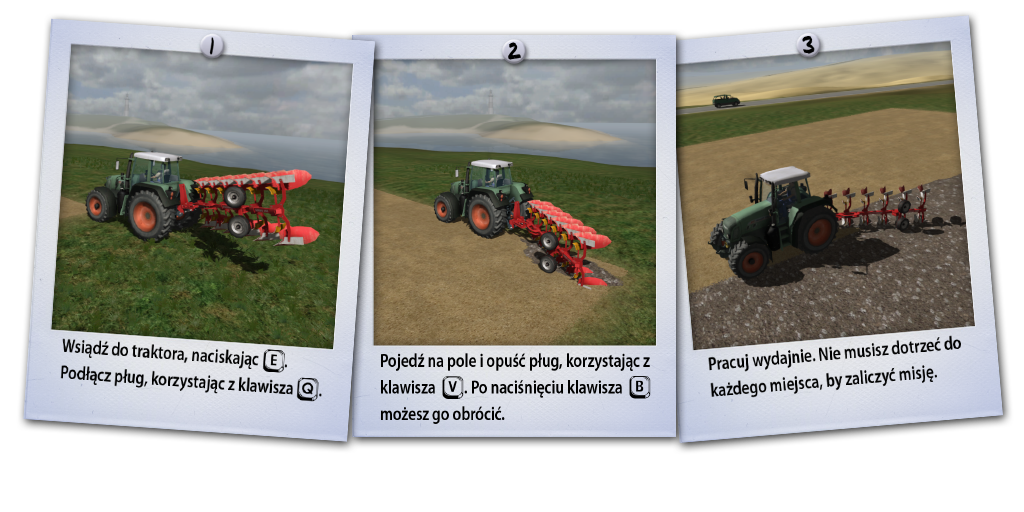 1
Wsiądź do traktora, naciskając E.
Podłącz pług, korzystając z klawisza Q.
2
Pojedź na pole i opuść pług, korzystając z
klawisza V. Po naciśnięciu klawisza B
możesz go obrócić.
3
Pracuj wydajnie. Nie musisz dotrzeć do
każdego miejsca, by zaliczyć misję.